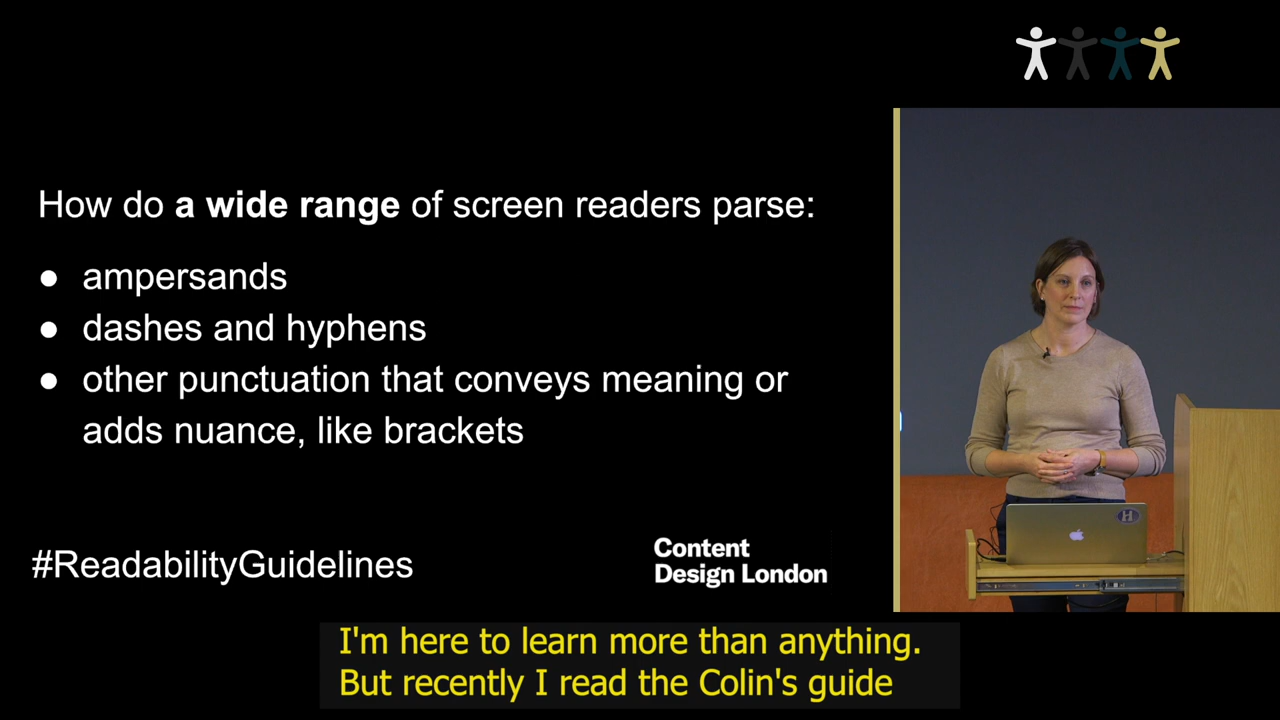 How do a wide range of screen readers parse:
● ampersands
● dashes and hyphens
● other punctuation that conveys meaning or
adds nuance, like brackets
#ReadabilityGuidelines
Content
Design London
H
I'm here to learn more than anything.
But recently I read the Colin's guide